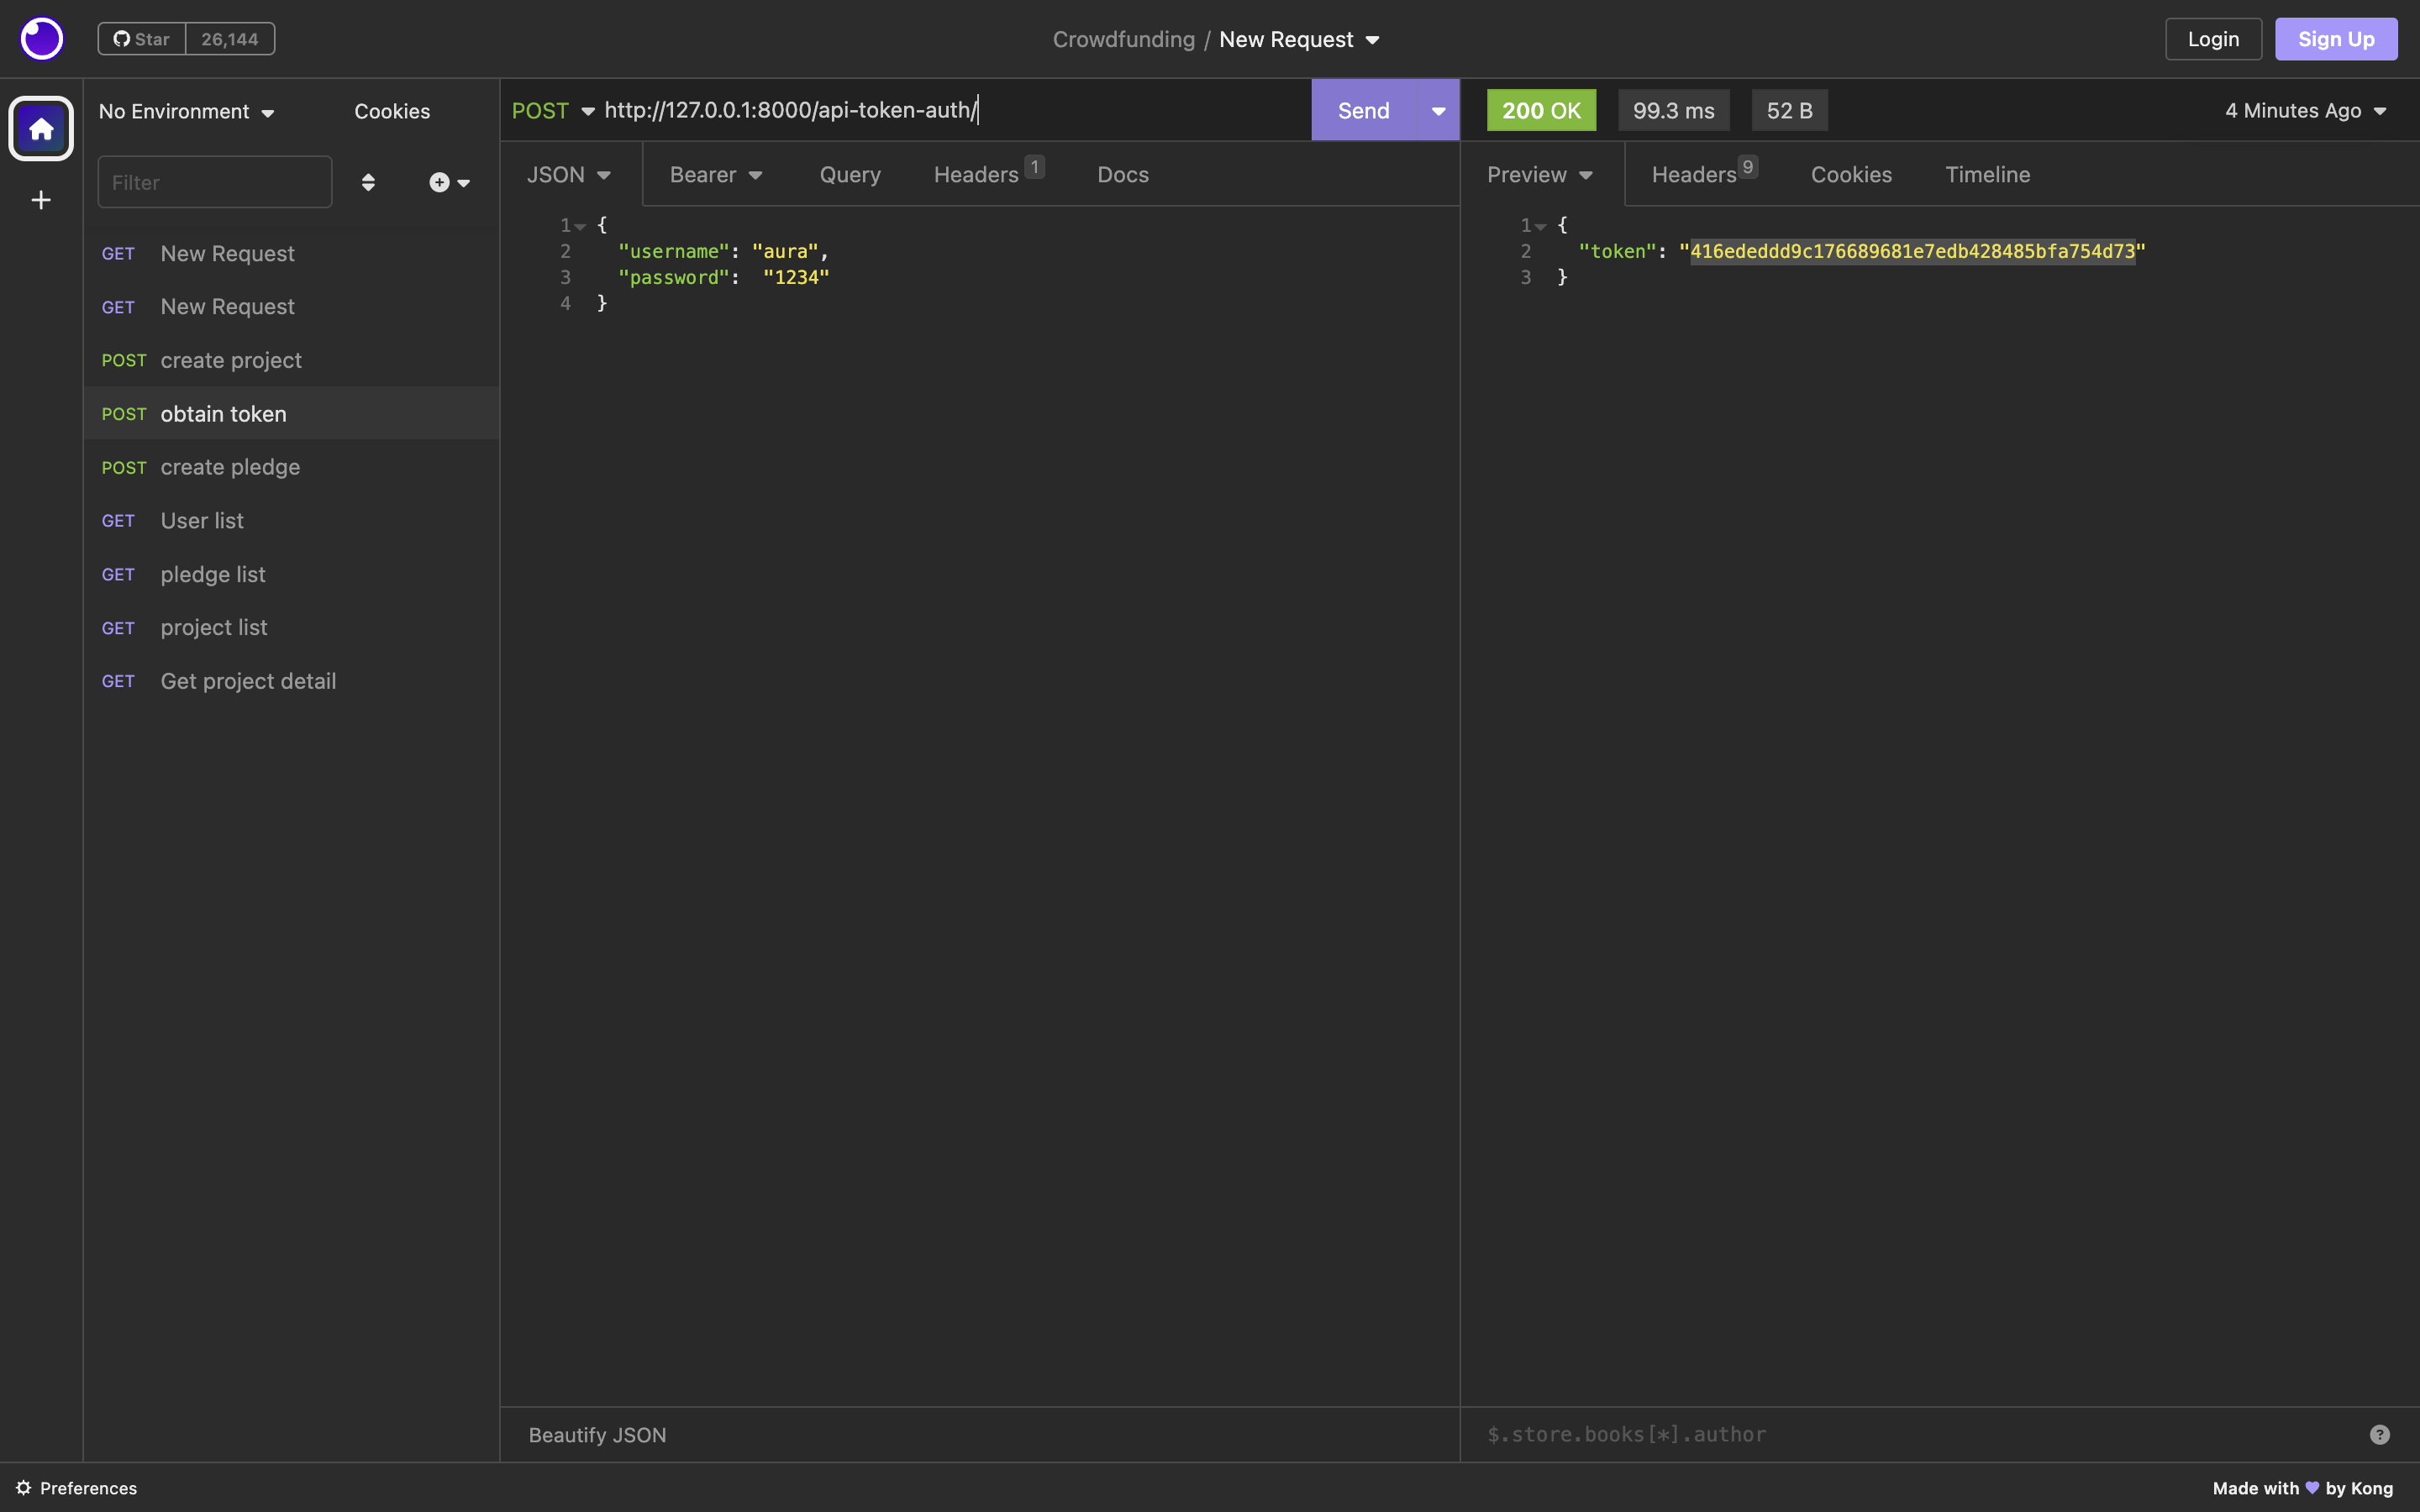 Star 26,144
Crowdfunding / New Request
Login
Sign Up
No Environment
Cookies
Filter
GET New Request
GET New Request
POST create project
POST obtain token
POST create pledge
GET User list
GET pledge list
GET project list
GET Get project detail
POST http://127.0.0.1:8000/api-token-auth/
Send
JSON Bearer Query Headers 1 Docs
1 {
2 "username": "aura",
3 "password":  "1234"
4 }
Beautify JSON
200 OK 99.3 ms 52 B 4 Minutes Ago
Preview Headers 9 Cookies Timeline
1 {
2 "token": "416ededdd9c176689681e7edb428485bfa754d73"
3 }
$.store.books[*].author
?
Preferences
Made with by Kong